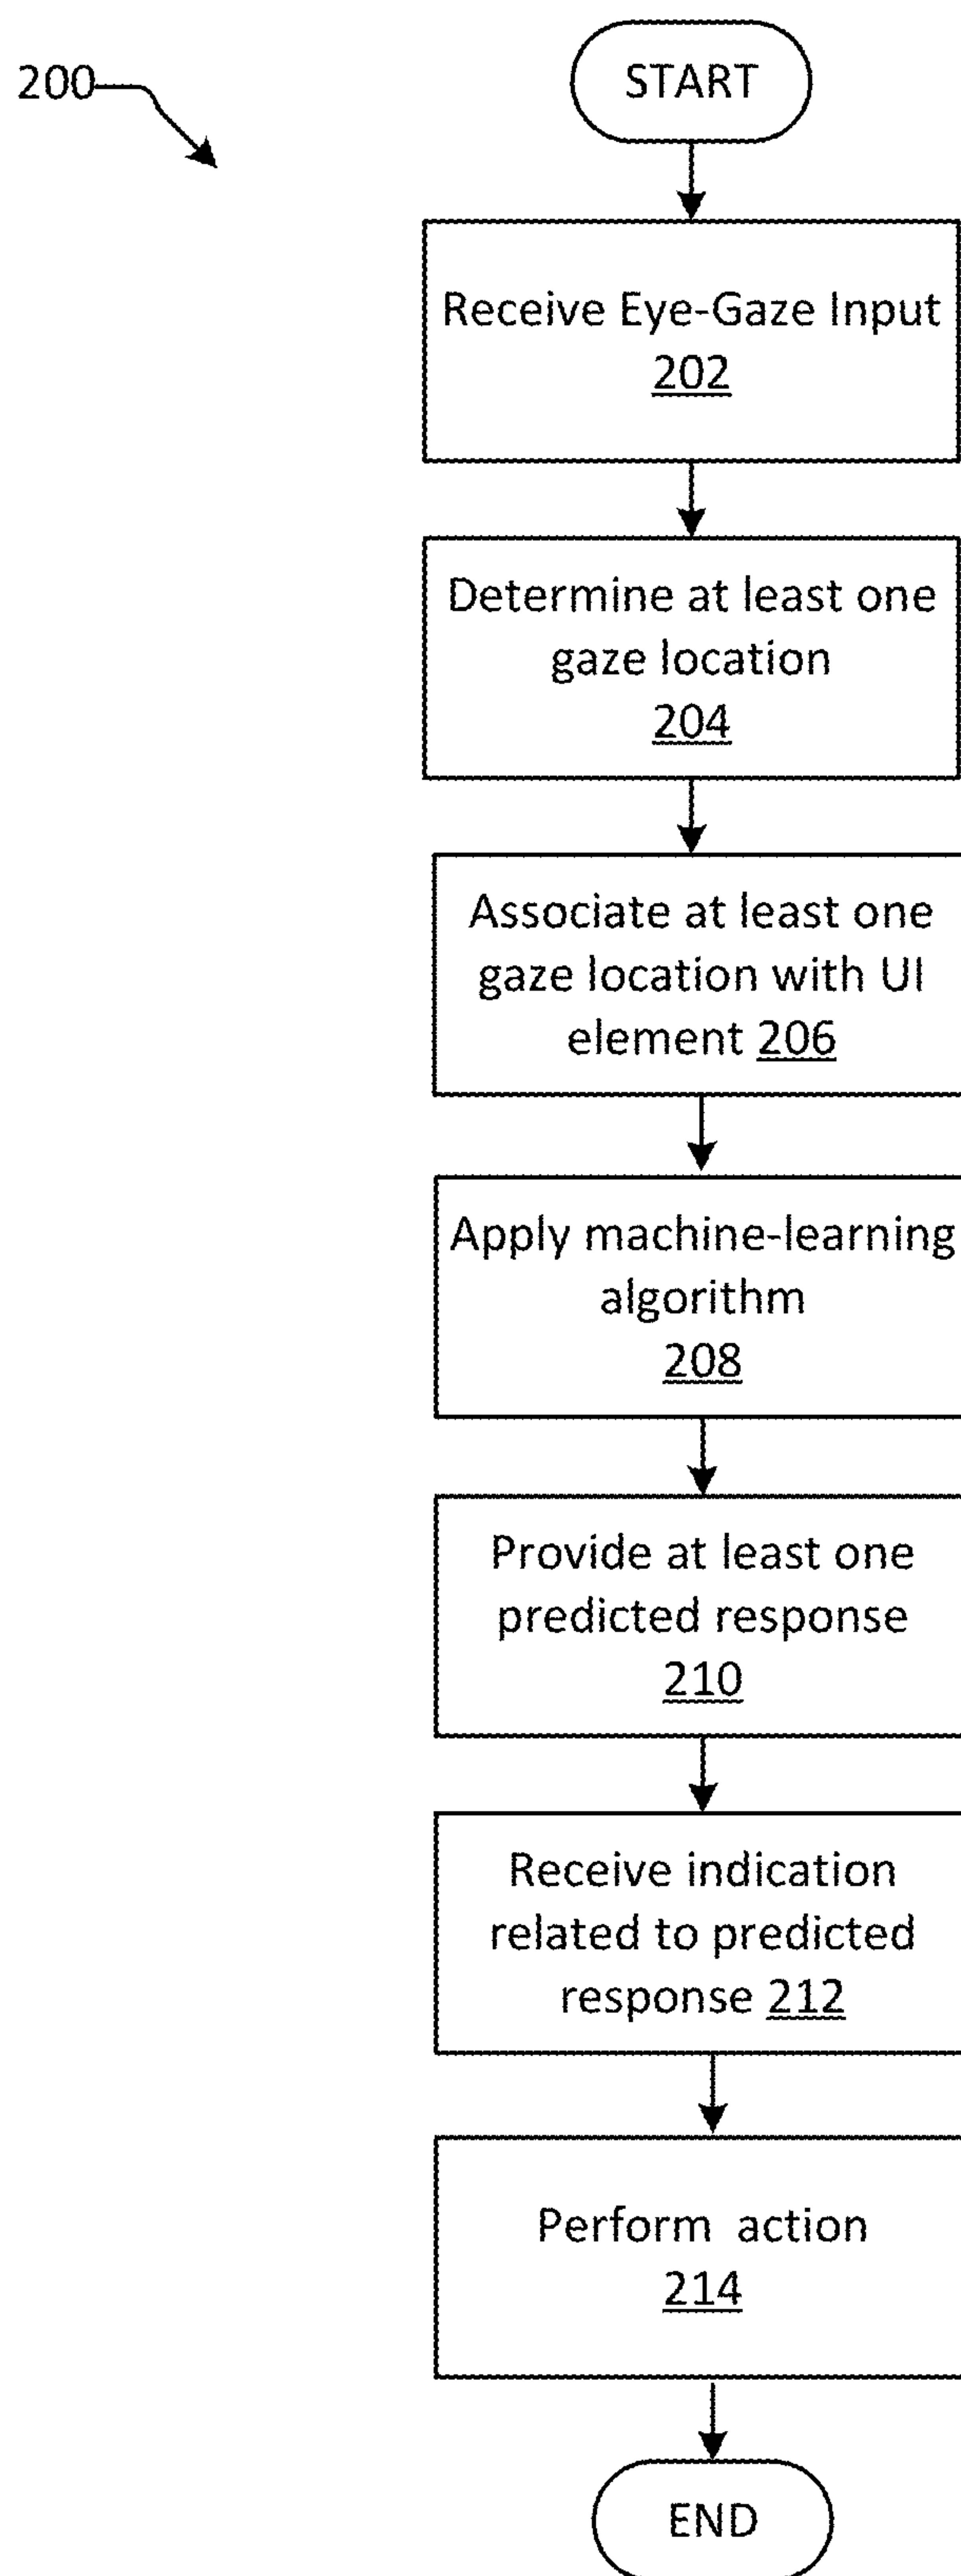 200
START
Receive Eye-Gaze Input
202
Determine at least one
gaze location
204
Associate at least one
gaze location with UI
element 206
Apply machine-learning
algorithm
208
Provide at least one
predicted response
210
Receive indication
related to predicted
response 212
Perform action
214
END